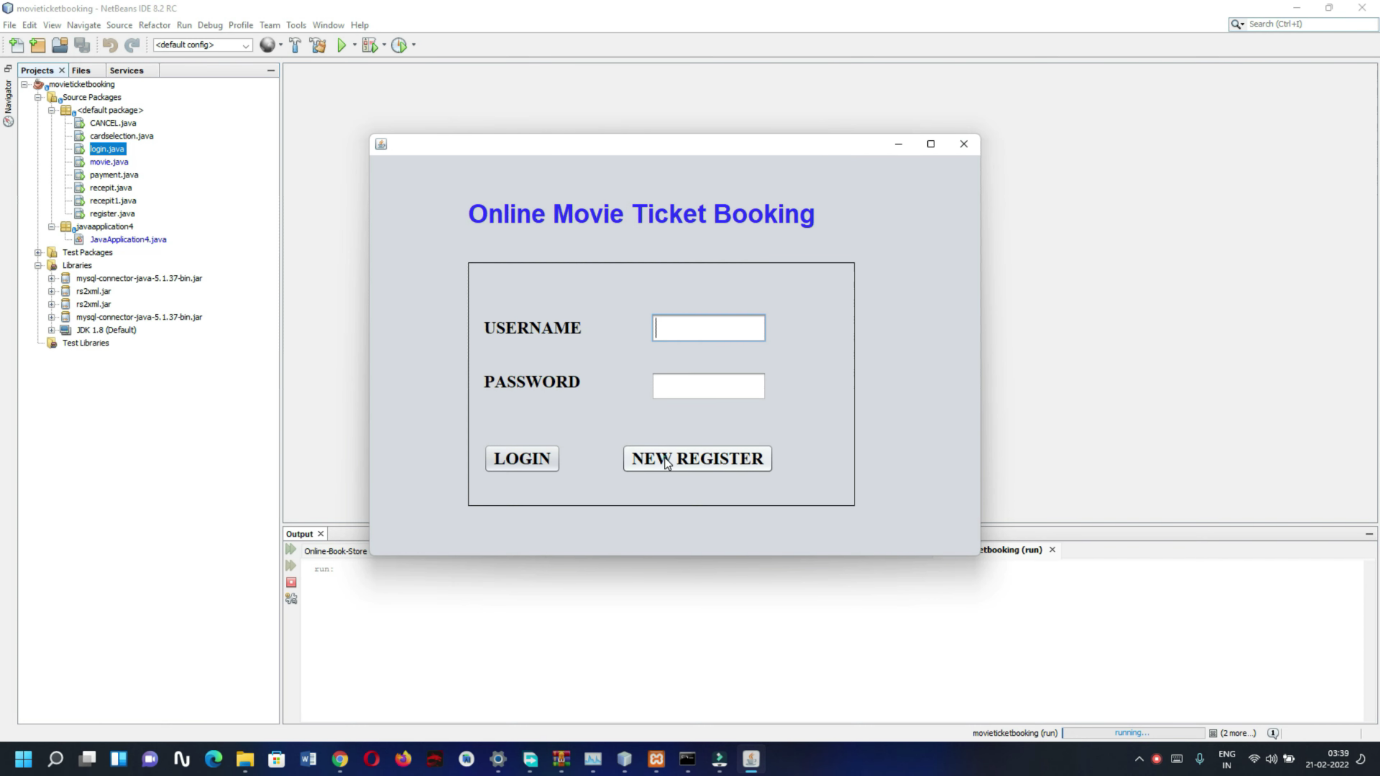 movieticketbooking - NetBeans IDE 8.2 RC
File Edit View Navigate Source Refactor Run Debug Profile Team Tools Window Help
Search (Ctrl+I)
<default config>
Projects Files Services
Navigator
movieticketbooking
Source Packages
<default package>
CANCEL.java
cardselection.java
login.java
movie.java
payment.java
recepit.java
recepit1.java
register.java
javaapplication4
JavaApplication4.java
Test Packages
Libraries
mysql-connector-java-5.1.37-bin.jar
rs2xml.jar
rs2xml.jar
mysql-connector-java-5.1.37-bin.jar
JDK 1.8 (Default)
Test Libraries
Online Movie Ticket Booking
USERNAME
PASSWORD
LOGIN NEW REGISTER
Output
Online-Book-Store etbooking (run)
run:
movieticketbooking (run) running... (2 more...)
ENG
IN
03:39
21-02-2022